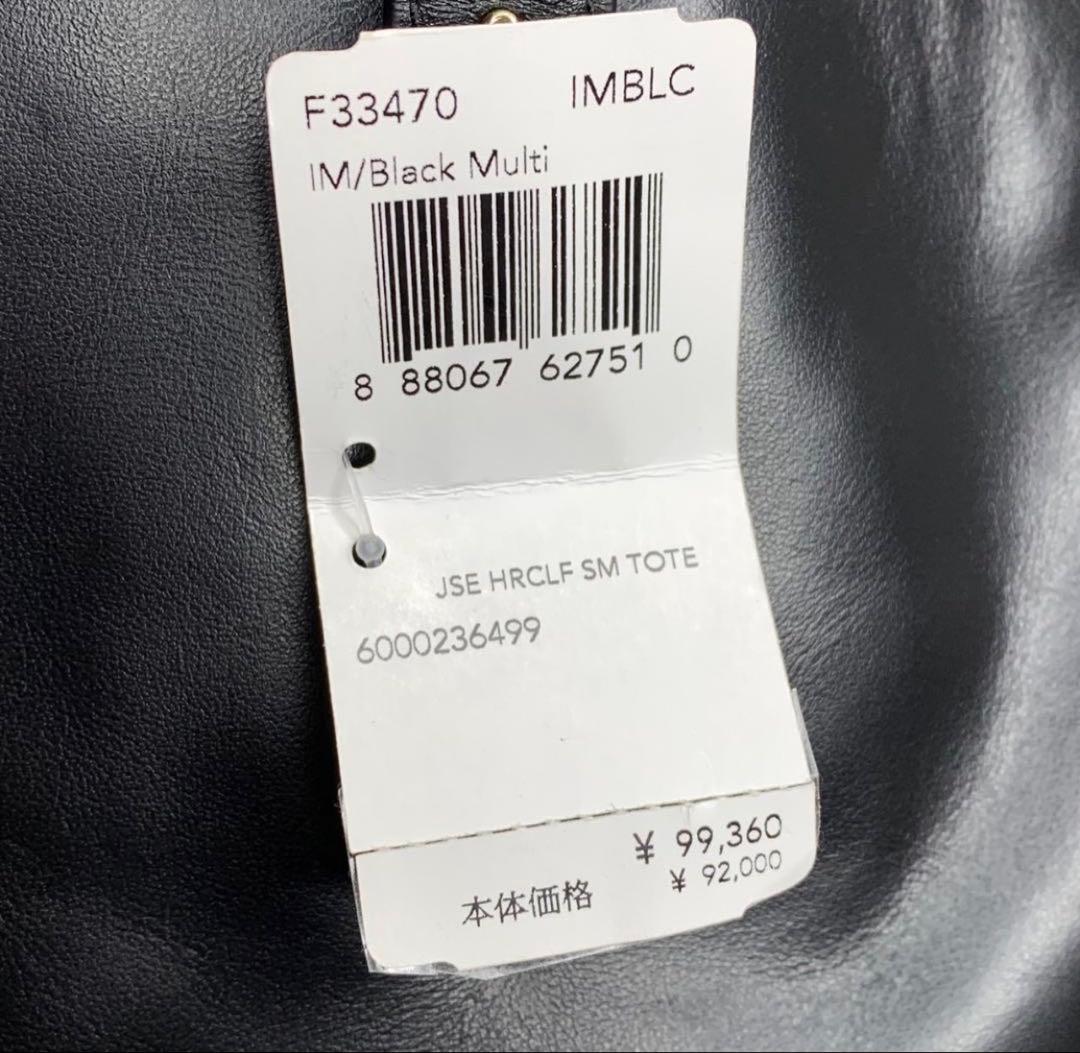 F33470 IMBLC
IM/Black Multi
8 88067 62751 0
JSE HRCLF SM TOTE
6000236499
¥ 99,360
本体価格 ¥ 92,000